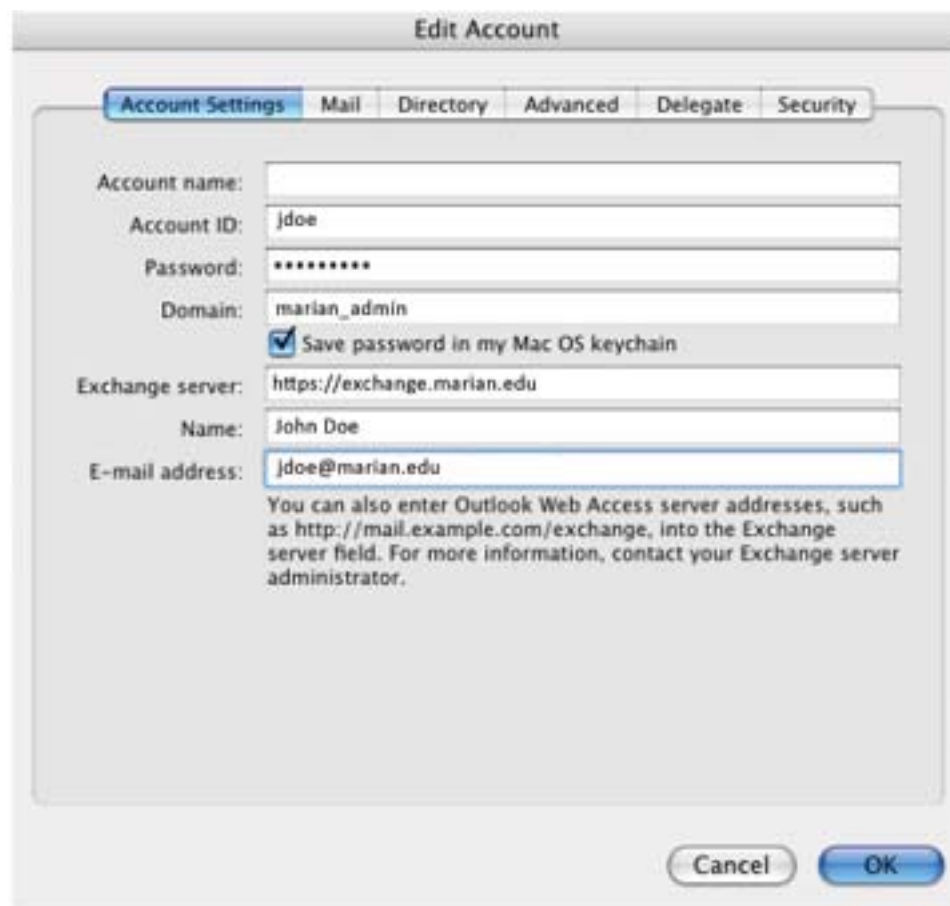 Edit Account
Account Settings Mail Directory Advanced Delegate Security
Account name:
Account ID: jdoe
Password: •••••••••
Domain: marian_admin
Save password in my Mac OS keychain
Exchange server: https://exchange.marian.edu
Name: John Doe
E-mail address: jdoe@marian.edu
You can also enter Outlook Web Access server addresses, such
as http://mail.example.com/exchange, into the Exchange
server field. For more information, contact your Exchange server
administrator.
Cancel OK